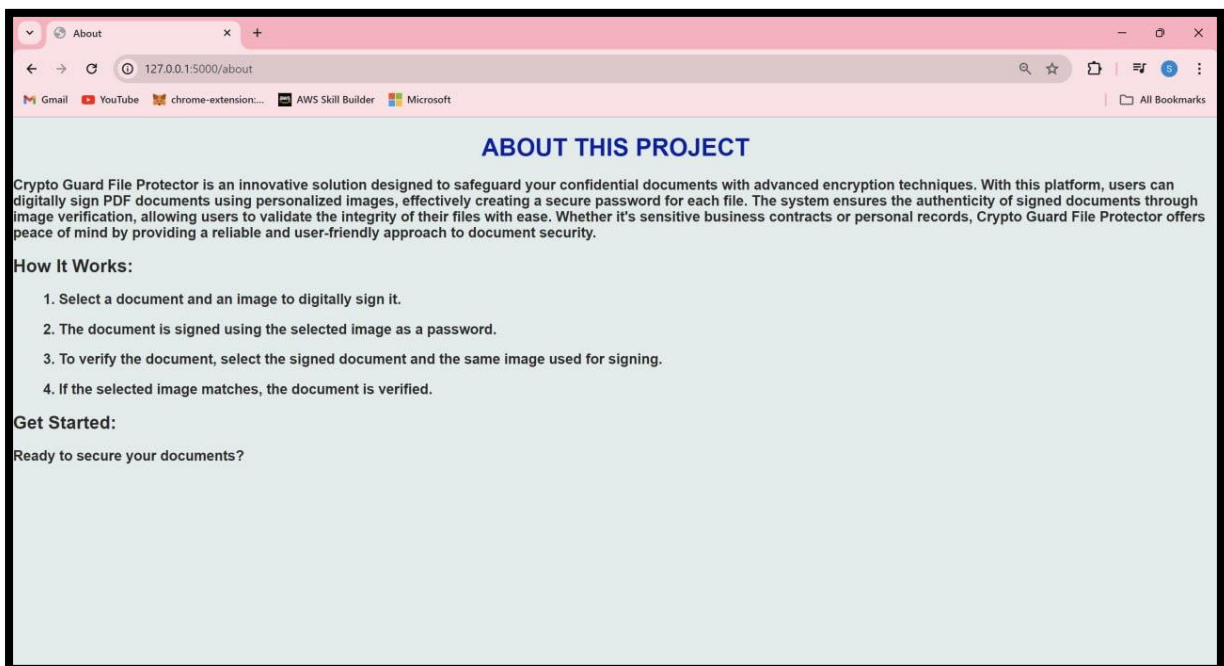 About
127.0.0.1:5000/about
S
Gmail YouTube chrome-extension:... AWS Skill Builder Microsoft All Bookmarks
ABOUT THIS PROJECT
Crypto Guard File Protector is an innovative solution designed to safeguard your confidential documents with advanced encryption techniques. With this platform, users can
digitally sign PDF documents using personalized images, effectively creating a secure password for each file. The system ensures the authenticity of signed documents through
image verification, allowing users to validate the integrity of their files with ease. Whether it's sensitive business contracts or personal records, Crypto Guard File Protector offers
peace of mind by providing a reliable and user-friendly approach to document security.
How It Works:
1. Select a document and an image to digitally sign it.
2. The document is signed using the selected image as a password.
3. To verify the document, select the signed document and the same image used for signing.
4. If the selected image matches, the document is verified.
Get Started:
Ready to secure your documents?